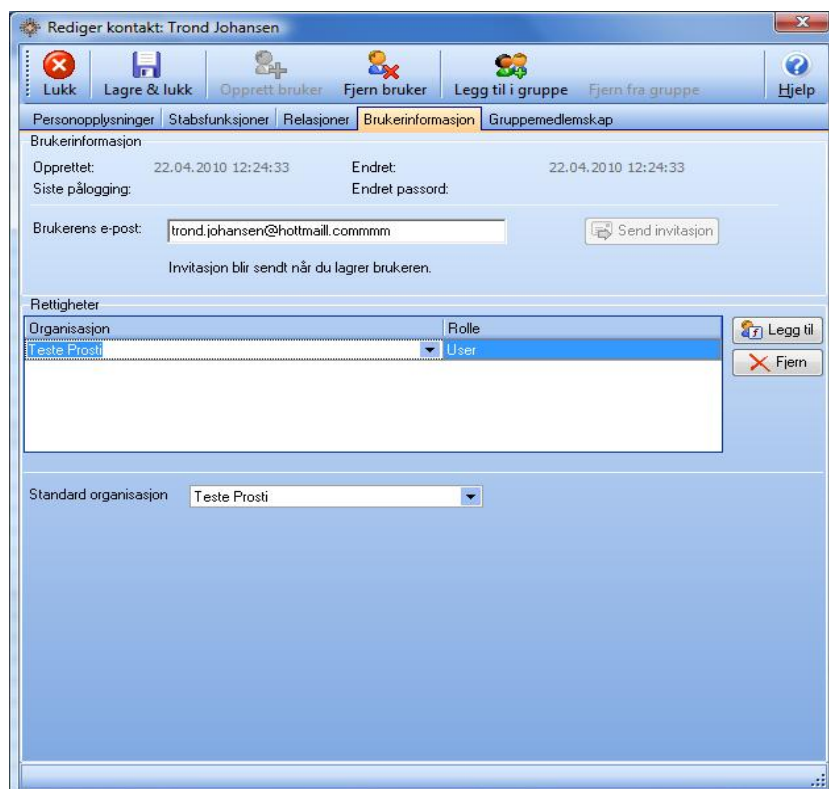 Rediger kontakt: Trond Johansen
Lukk Lagre & lukk Opprett bruker Fjern bruker Legg til i gruppe Fjern fra gruppe Hjelp
Personopplysninger Stabsfunksjoner Relasjoner Brukerinformasjon Gruppemedlemskap
Brukerinformasjon
Opprettet: 22.04.2010 12:24:33 Endret: 22.04.2010 12:24:33
Siste pålogging: Endret passord:
Brukerens e-post: trond.johansen@hottmaill.commmm Send invitasjon
Invitasjon blir sendt når du lagrer brukeren.
Rettigheter
Organisasjon Rolle Legg til
Teste Prosti User
Fjern
Standard organisasjon Teste Prosti